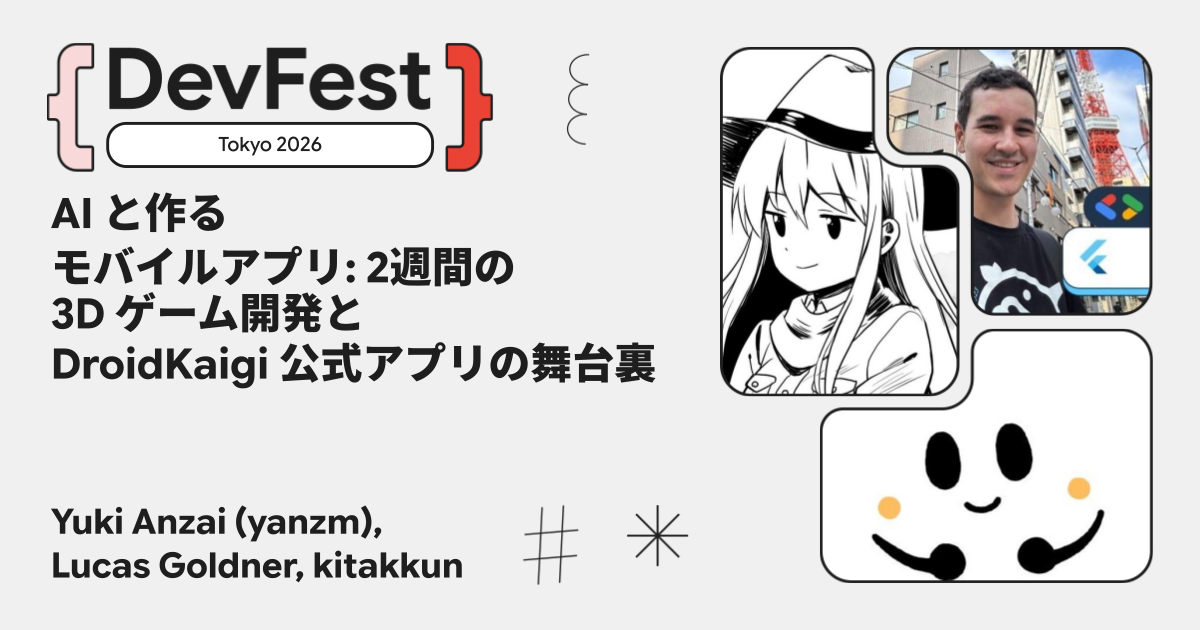 DevFest
Tokyo 2026
AI と作る
モバイルアプリ: 2週間の
3D ゲーム開発と
DroidKaigi 公式アプリの舞台裏
Yuki Anzai (yanzm),
Lucas Goldner, kitakkun